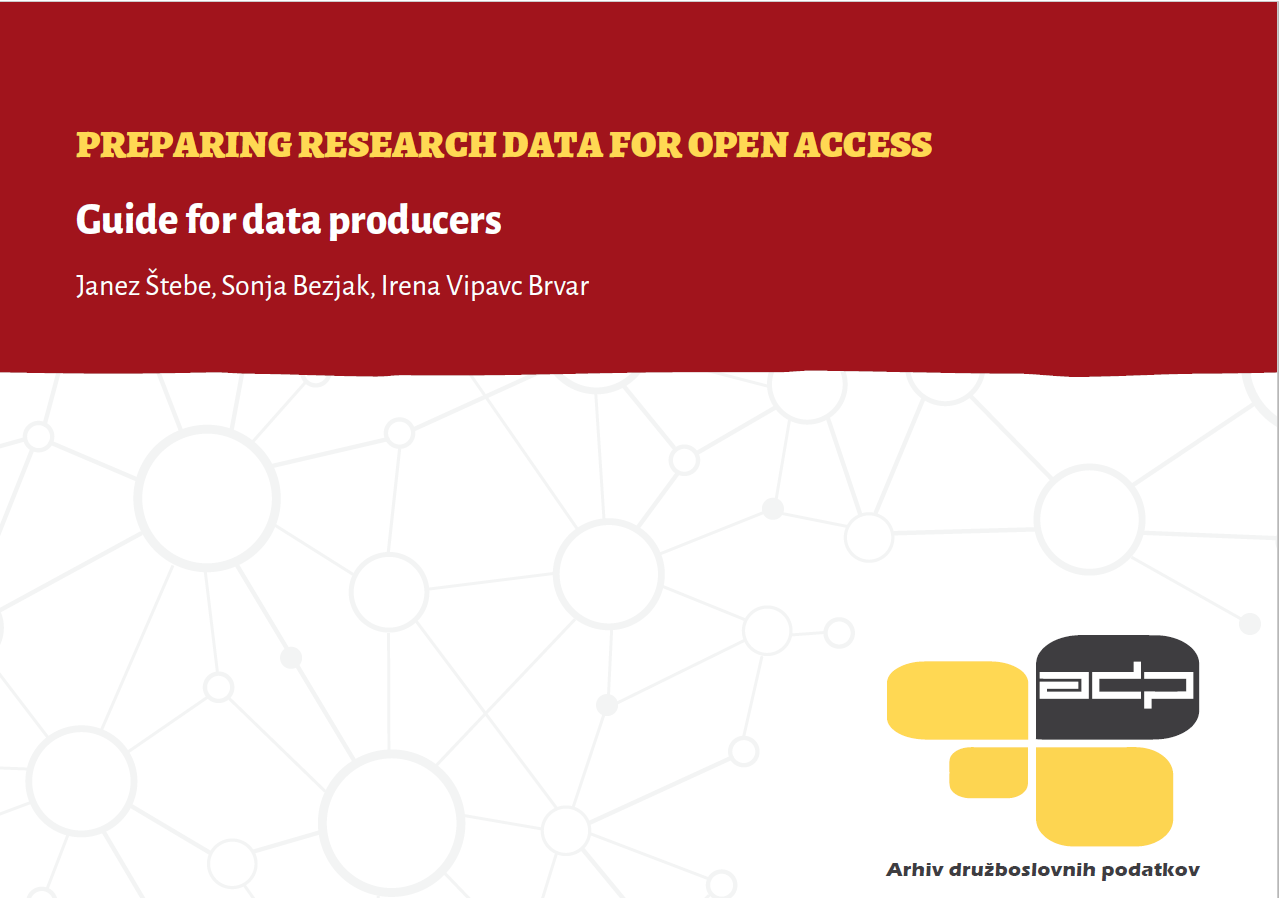 PREPARING RESEARCH DATA FOR OPEN ACCESS
Guide for data producers
Janez Štebe, Sonja Bezjak, Irena Vipavc Brvar
adp
Arhiv družboslovnih podatkov